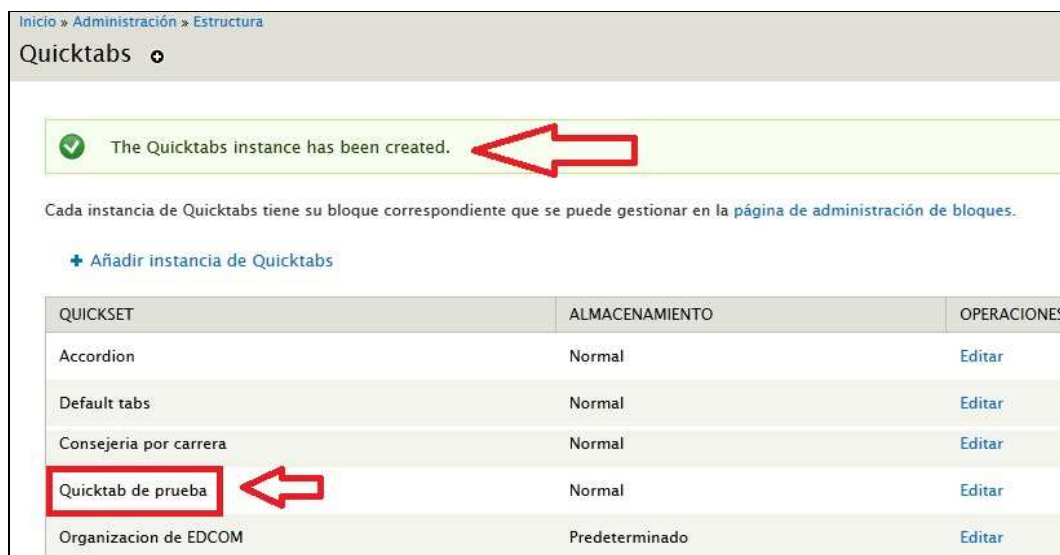 Inicio » Administración » Estructura
Quicktabs
The Quicktabs instance has been created.
Cada instancia de Quicktabs tiene su bloque correspondiente que se puede gestionar en la página de administración de bloques.
+ Añadir instancia de Quicktabs
QUICKSET ALMACENAMIENTO OPERACIONES
Accordion Normal Editar
Default tabs Normal Editar
Consejeria por carrera Normal Editar
Quicktab de prueba Normal Editar
Organizacion de EDCOM Predeterminado Editar